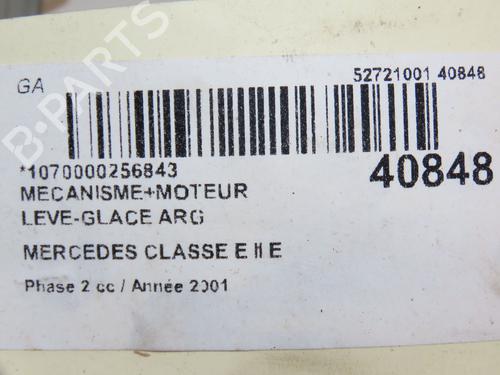 GA
52721001 40848
*1070000256843
40848
MECANISME+MOTEUR
LEVE-GLACE ARG
MERCEDES CLASSE E II E
Phase 2 cc / Année 2001
B-PARTS